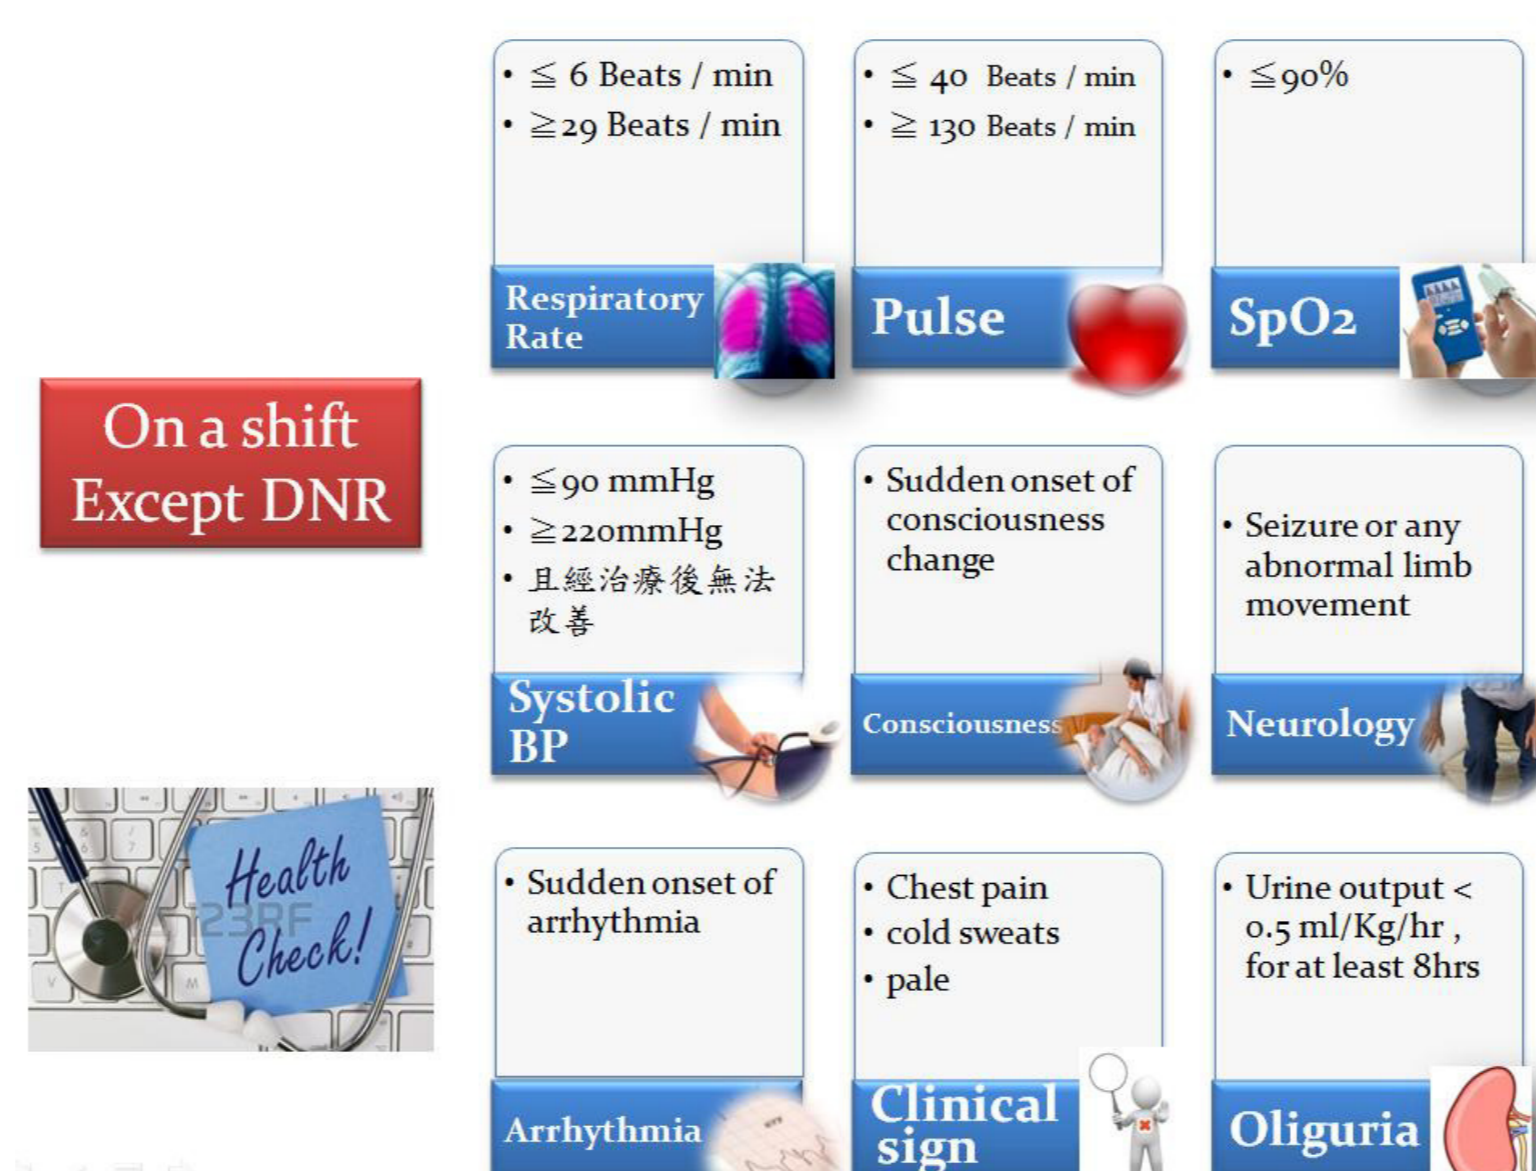 ≦ 6 Beats / min
≧29 Beats / min
Respiratory
Rate
≦ 40 Beats / min
≧ 130 Beats / min
Pulse
≦90%
SpO2
On a shift
Except DNR
≦90 mmHg
≧220mmHg
且經治療後無法
改善
Systolic
BP
Sudden onset of
consciousness
change
Consciousness
Seizure or any
abnormal limb
movement
Neurology
Health
Check!
123RF
Sudden onset of
arrhythmia
Arrhythmia
Chest pain
cold sweats
pale
Clinical
sign
Urine output <
0.5 ml/Kg/hr ,
for at least 8hrs
Oliguria